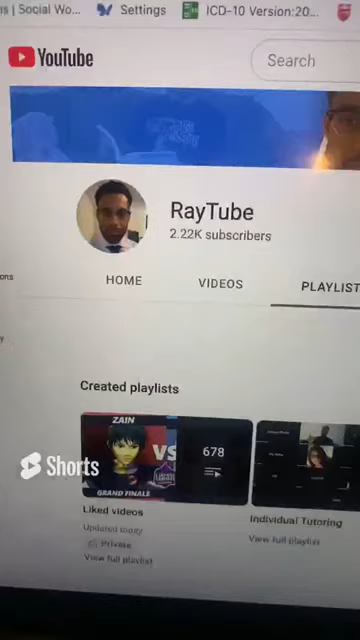 s | Social Wo...
Settings
ICD-10 Version:20...
YouTube
Search
RayTube
2.22K subscribers
ons
HOME
VIDEOS
PLAYLIST
y
Created playlists
ZAIN
VS
678
GRAND FINALE
Shorts
Liked videos
Individual Tutoring
Updated today
View full playlist
Private
View full playlist